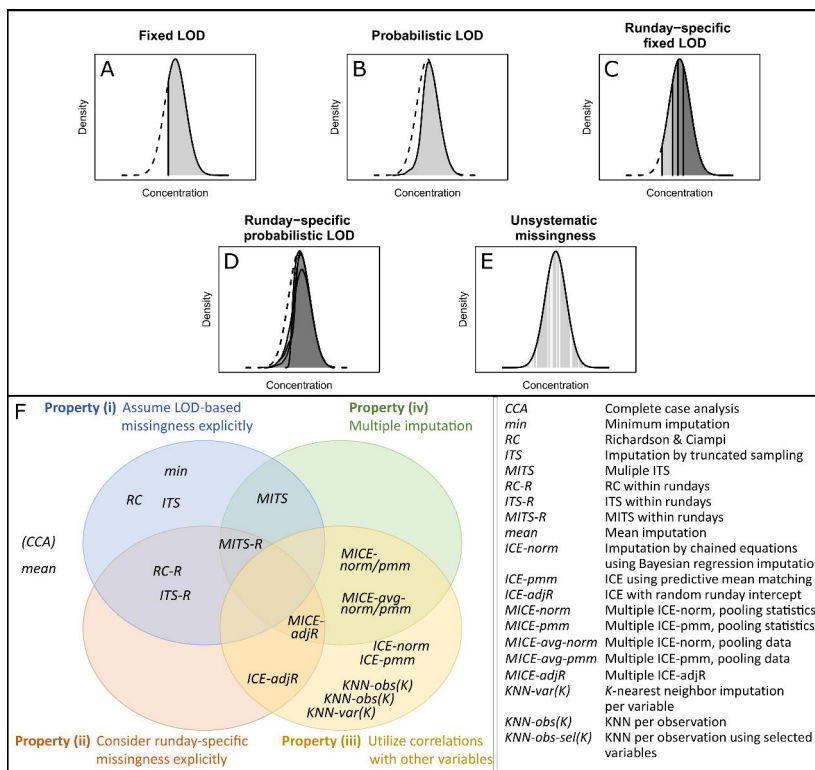 Fixed LOD
A
Density
Concentration
Probabilistic LOD
B
Density
Concentration
Runday−specific
fixed LOD
C
Density
Concentration
Runday−specific
probabilistic LOD
D
Density
Concentration
Unsystematic
missingness
E
Density
Concentration
F
Property (i) Assume LOD-based
missingness explicitly
Property (iv)
Multiple imputation
min
RC
ITS
MITS
(CCA)
mean
MITS-R
RC-R
ITS-R
MICE-
norm/pmm
MICE-avg-
norm/pmm
MICE-
adjR
ICE-adjR
ICE-norm
ICE-pmm
KNN-obs(K)
KNN-obs(K)
KNN-var(K)
Property (ii) Consider runday-specific
missingness explicitly
Property (iii) Utilize correlations
with other variables
CCA Complete case analysis
min Minimum imputation
RC Richardson & Ciampi
ITS Imputation by truncated sampling
MITS Muliple ITS
RC-R RC within rundays
ITS-R ITS within rundays
MITS-R MITS within rundays
mean Mean imputation
ICE-norm Imputation by chained equations
using Bayesian regression imputatio
ICE-pmm ICE using predictive mean matching
ICE-adjR ICE with random runday intercept
MICE-norm Multiple ICE-norm, pooling statistics
MICE-pmm Multiple ICE-pmm, pooling statistics
MICE-avg-norm Multiple ICE-norm, pooling data
MICE-avg-pmm Multiple ICE-pmm, pooling data
MICE-adjR Multiple ICE-adjR
KNN-var(K) K-nearest neighbor imputation
per variable
KNN-obs(K) KNN per observation
KNN-obs-sel(K) KNN per observation using selected
variables